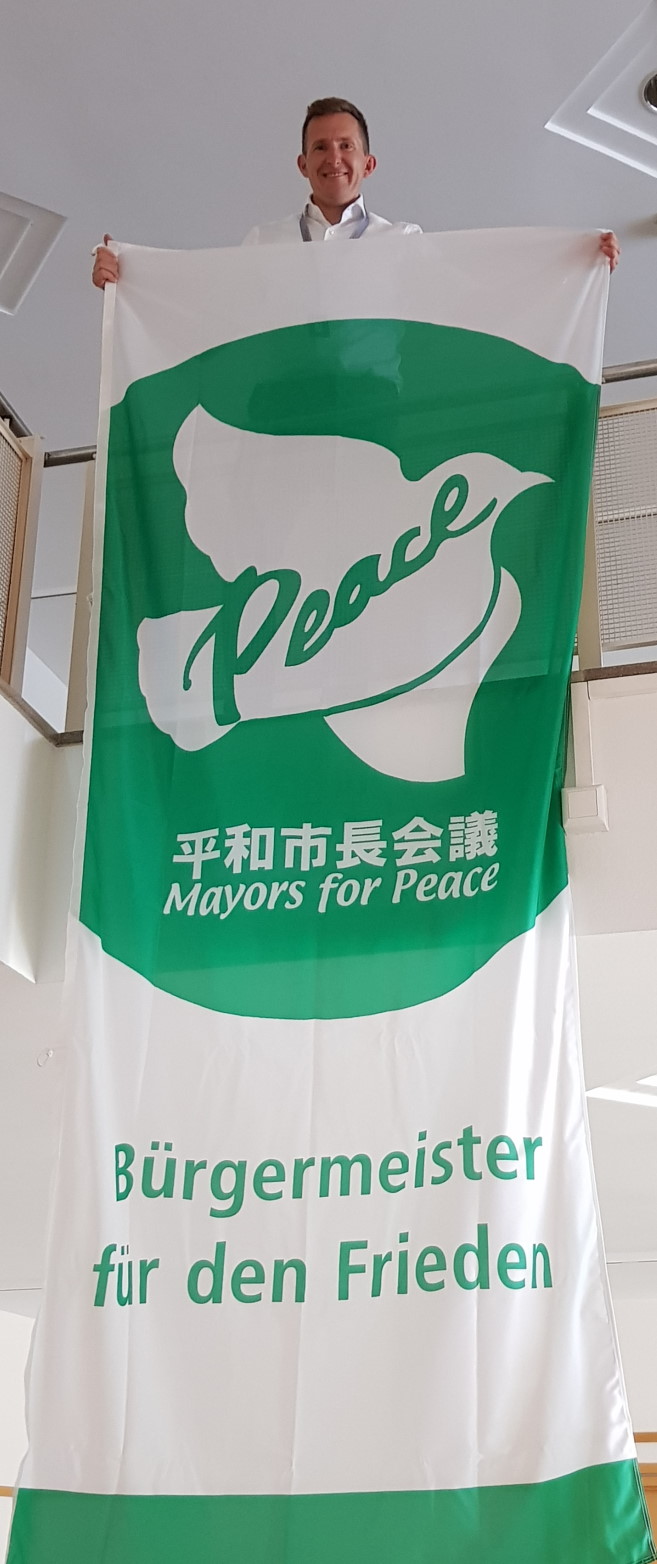 Peace
平和市長会議
Mayors for Peace
Bürgermeister
für den Frieden